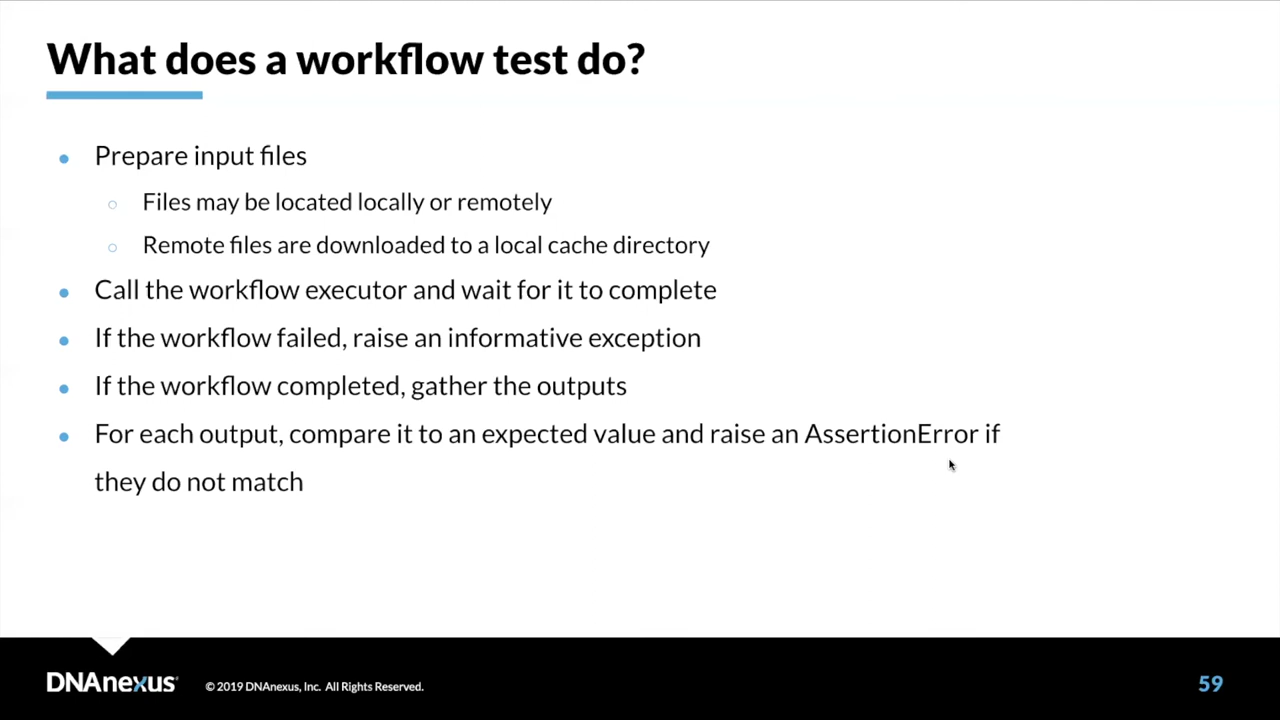 What does a workflow test do?
● Prepare input files
○ Files may be located locally or remotely
○ Remote files are downloaded to a local cache directory
● Call the workflow executor and wait for it to complete
● If the workflow failed, raise an informative exception
● If the workflow completed, gather the outputs
● For each output, compare it to an expected value and raise an AssertionError if
they do not match
DNAnexus © 2019 DNAnexus, Inc. All Rights Reserved. 59